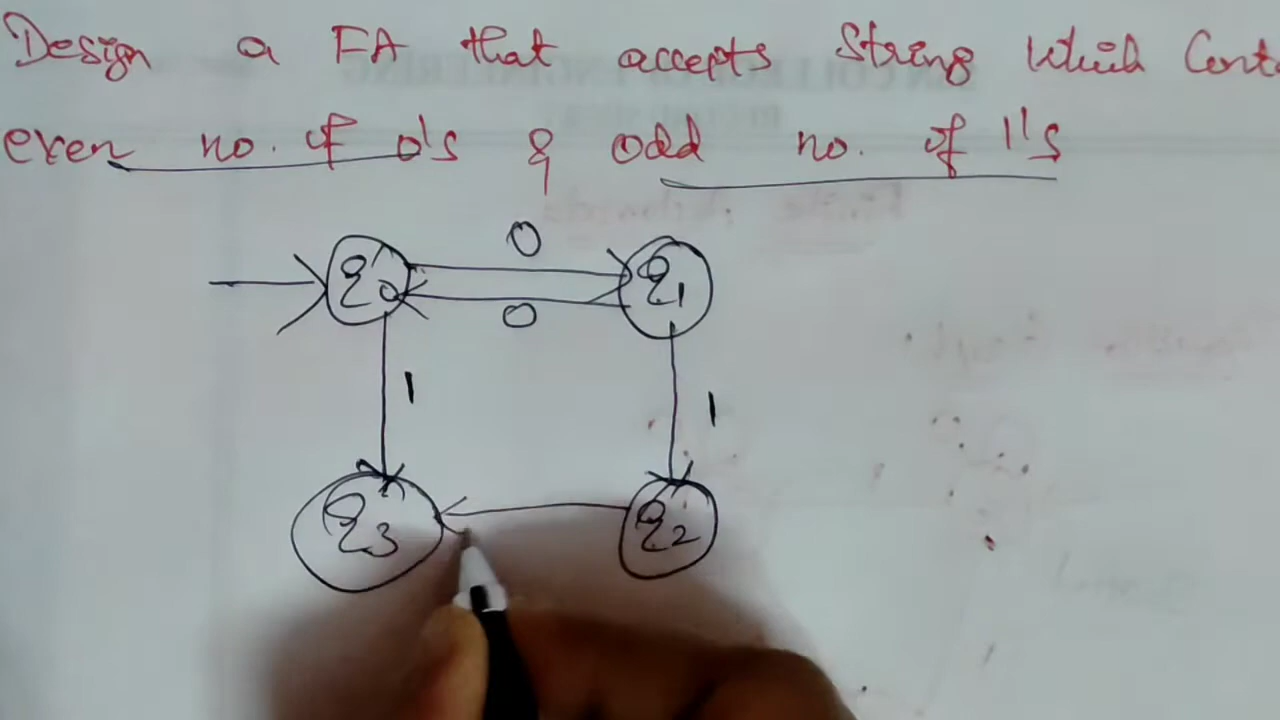 Design a FA that accepts string which Cont
even no. of 0's & odd no. of 1's
0
q0 q1
0
1 1
q3 q2